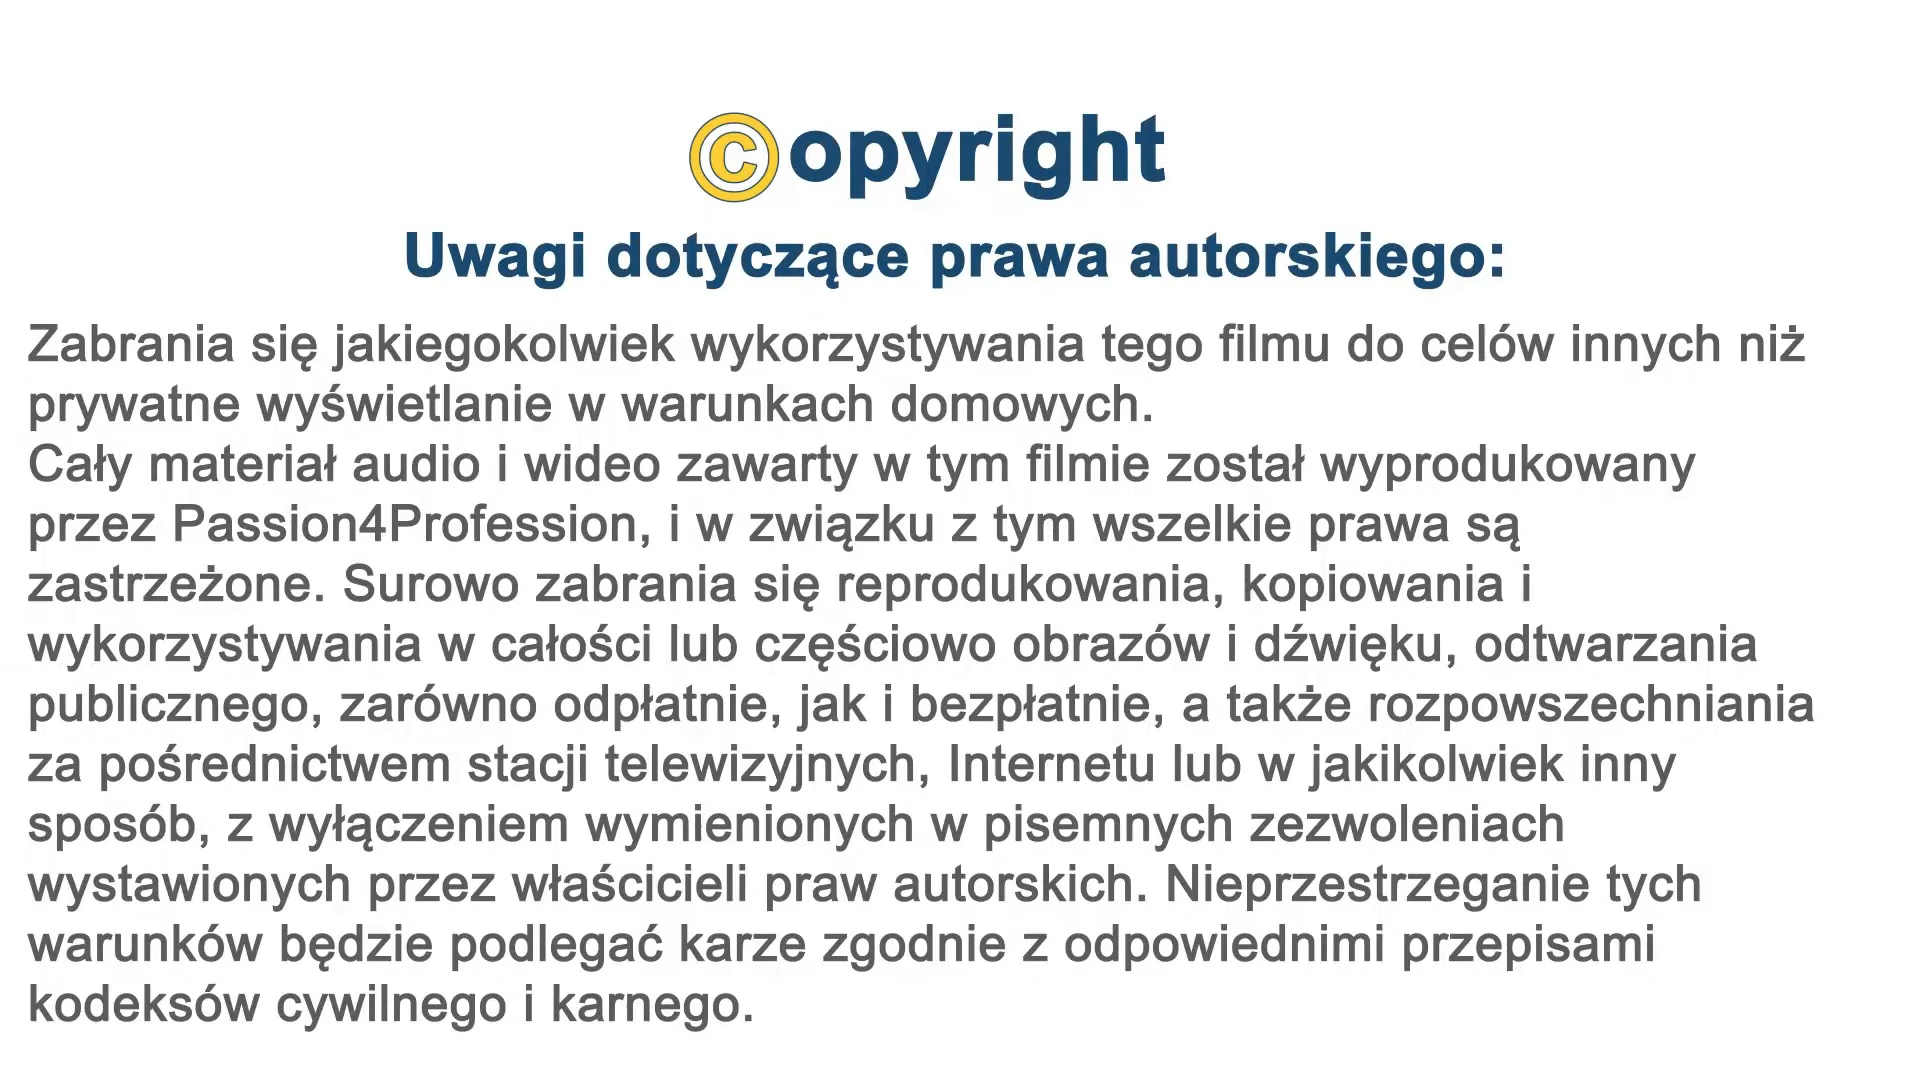 ©opyright
Uwagi dotyczące prawa autorskiego:
Zabrania się jakiegokolwiek wykorzystywania tego filmu do celów innych niż
prywatne wyświetlanie w warunkach domowych.
Cały materiał audio i wideo zawarty w tym filmie został wyprodukowany
przez Passion4Profession, i w związku z tym wszelkie prawa są
zastrzeżone. Surowo zabrania się reprodukowania, kopiowania i
wykorzystywania w całości lub częściowo obrazów i dźwięku, odtwarzania
publicznego, zarówno odpłatnie, jak i bezpłatnie, a także rozpowszechniania
za pośrednictwem stacji telewizyjnych, Internetu lub w jakikolwiek inny
sposób, z wyłączeniem wymienionych w pisemnych zezwoleniach
wystawionych przez właścicieli praw autorskich. Nieprzestrzeganie tych
warunków będzie podlegać karze zgodnie z odpowiednimi przepisami
kodeksów cywilnego i karnego.